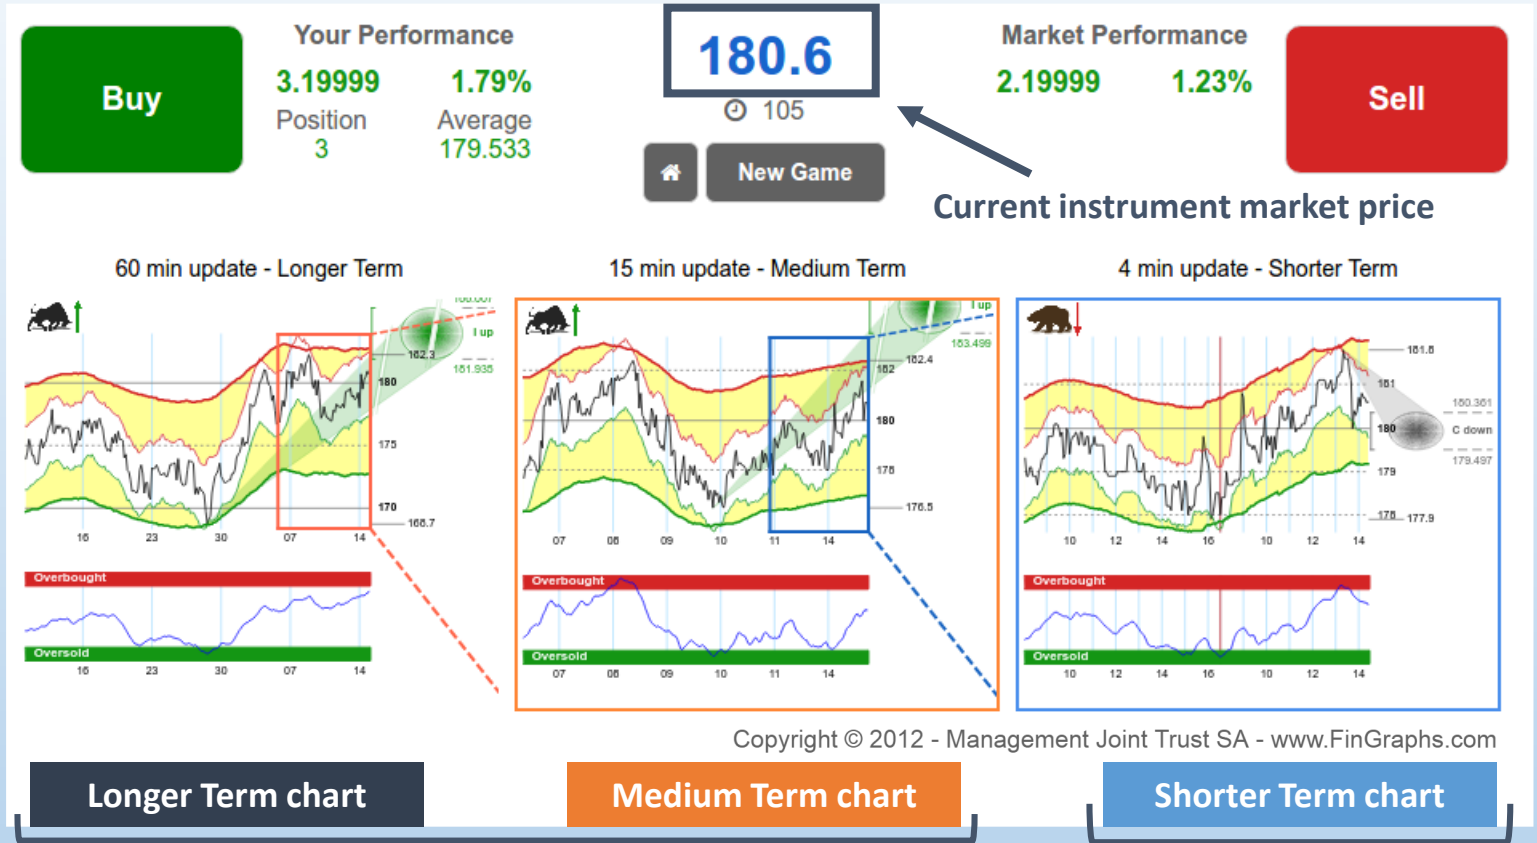 Buy
Your Performance
3.19999 1.79%
Position Average
3 179.533
180.6
105
New Game
Market Performance
2.19999 1.23%
Sell
Current instrument market price
60 min update - Longer Term
I up
181.935
182.3
180
175
170
168.7
16 23 30 07 14
Overbought
Oversold
16 23 30 07 14
15 min update - Medium Term
I up
183.499
182.4
182
180
178
176.5
07 08 09 10 11 14
Overbought
Oversold
07 08 09 10 11 14
4 min update - Shorter Term
181.8
181
180.361
180 C down
179.497
179
178 177.9
10 12 14 16 10 12 14
Overbought
Oversold
10 12 14 16 10 12 14
Copyright © 2012 - Management Joint Trust SA - www.FinGraphs.com
Longer Term chart
Medium Term chart
Shorter Term chart